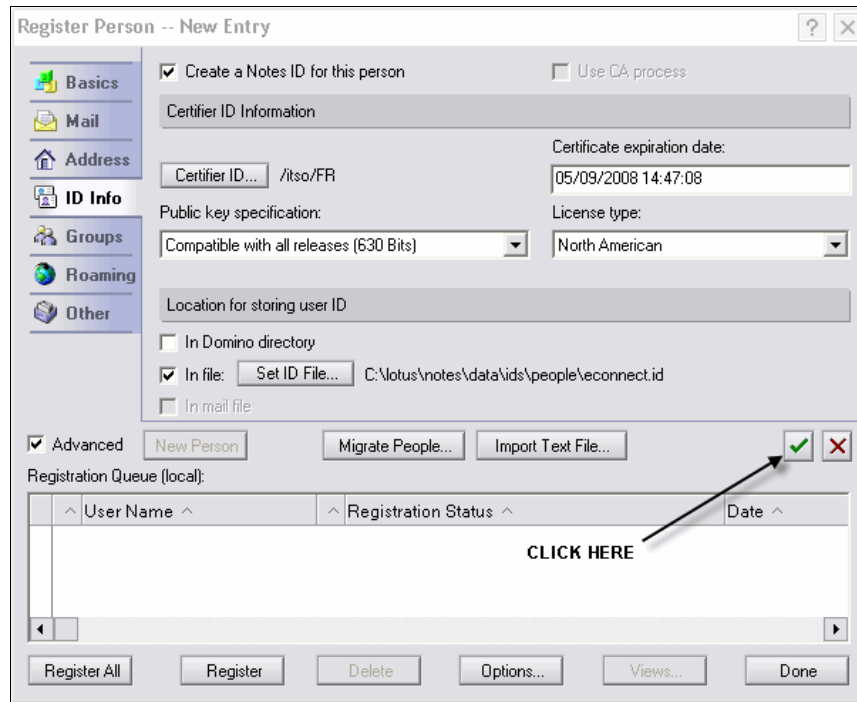 Register Person -- New Entry
Basics
Mail
Address
ID Info
Groups
Roaming
Other
Create a Notes ID for this person
Use CA process
Certifier ID Information
Certificate expiration date:
Certifier ID... /itso/FR
05/09/2008 14:47:08
Public key specification:
License type:
Compatible with all releases (630 Bits)
North American
Location for storing user ID
In Domino directory
In file: Set ID File... C:\lotus\notes\data\ids\people\econnect.id
In mail file
Advanced New Person Migrate People... Import Text File...
Registration Queue (local):
User Name Registration Status Date
CLICK HERE
Register All Register Delete Options... Views... Done